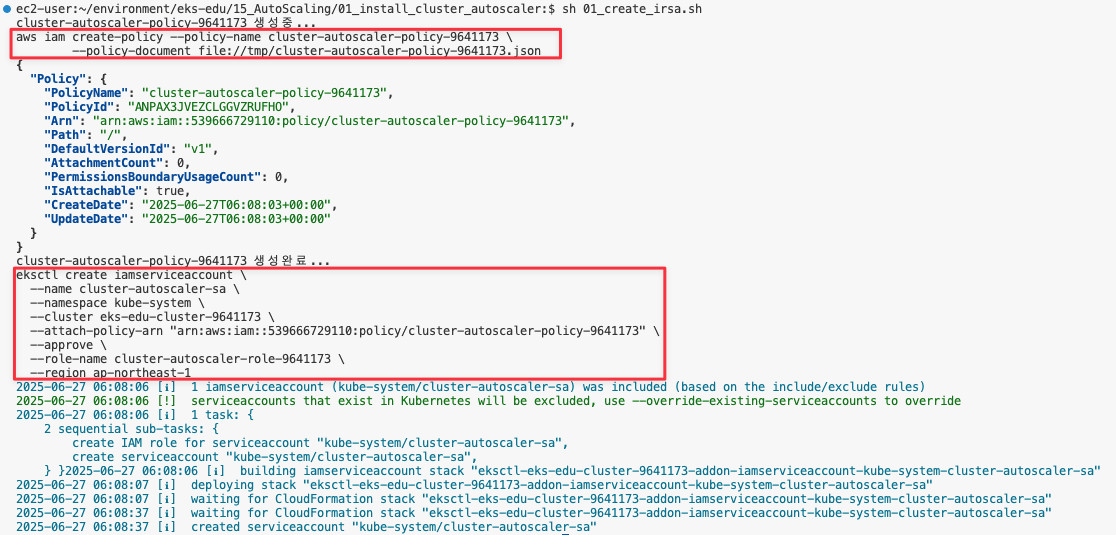 ec2-user:~/environment/eks-edu/15_AutoScaling/01_install_cluster_autoscaler:$ sh 01_create_irsa.sh
cluster-autoscaler-policy-9641173 생성중...
aws iam create-policy --policy-name cluster-autoscaler-policy-9641173 \
        --policy-document file://tmp/cluster-autoscaler-policy-9641173.json
{
  "Policy": {
    "PolicyName": "cluster-autoscaler-policy-9641173",
    "PolicyId": "ANPAX3JVEZCLGGVZRUFHO",
    "Arn": "arn:aws:iam::539666729110:policy/cluster-autoscaler-policy-9641173",
    "Path": "/",
    "DefaultVersionId": "v1",
    "AttachmentCount": 0,
    "PermissionsBoundaryUsageCount": 0,
    "IsAttachable": true,
    "CreateDate": "2025-06-27T06:08:03+00:00",
    "UpdateDate": "2025-06-27T06:08:03+00:00"
  }
}
cluster-autoscaler-policy-9641173 생성완료...
eksctl create iamserviceaccount \
  --name cluster-autoscaler-sa \
  --namespace kube-system \
  --cluster eks-edu-cluster-9641173 \
  --attach-policy-arn "arn:aws:iam::539666729110:policy/cluster-autoscaler-policy-9641173" \
  --approve \
  --role-name cluster-autoscaler-role-9641173 \
  --region ap-northeast-1
2025-06-27 06:08:06 [ℹ]  1 iamserviceaccount (kube-system/cluster-autoscaler-sa) was included (based on the include/exclude rules)
2025-06-27 06:08:06 [!]  serviceaccounts that exist in Kubernetes will be excluded, use --override-existing-serviceaccounts to override
2025-06-27 06:08:06 [ℹ]  1 task: {
    2 sequential sub-tasks: {
        create IAM role for serviceaccount "kube-system/cluster-autoscaler-sa",
        create serviceaccount "kube-system/cluster-autoscaler-sa",
    } }2025-06-27 06:08:06 [ℹ]  building iamserviceaccount stack "eksctl-eks-edu-cluster-9641173-addon-iamserviceaccount-kube-system-cluster-autoscaler-sa"
2025-06-27 06:08:07 [ℹ]  deploying stack "eksctl-eks-edu-cluster-9641173-addon-iamserviceaccount-kube-system-cluster-autoscaler-sa"
2025-06-27 06:08:07 [ℹ]  waiting for CloudFormation stack "eksctl-eks-edu-cluster-9641173-addon-iamserviceaccount-kube-system-cluster-autoscaler-sa"
2025-06-27 06:08:37 [ℹ]  waiting for CloudFormation stack "eksctl-eks-edu-cluster-9641173-addon-iamserviceaccount-kube-system-cluster-autoscaler-sa"
2025-06-27 06:08:37 [ℹ]  created serviceaccount "kube-system/cluster-autoscaler-sa"